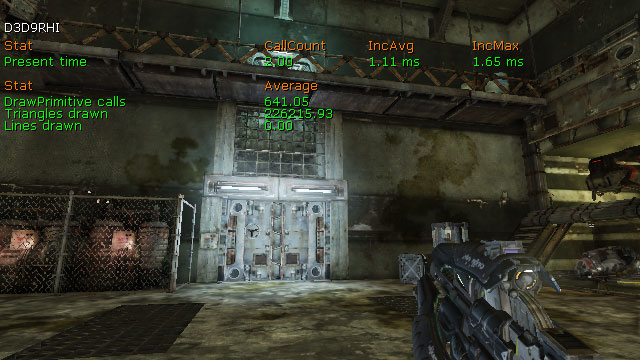 D3D9RHI
Stat CallCount IncAvg IncMax
Present time 2.00 1.11 ms 1.65 ms
Stat Average
DrawPrimitive calls 641.05
Triangles drawn 226215.93
Lines drawn 0.00